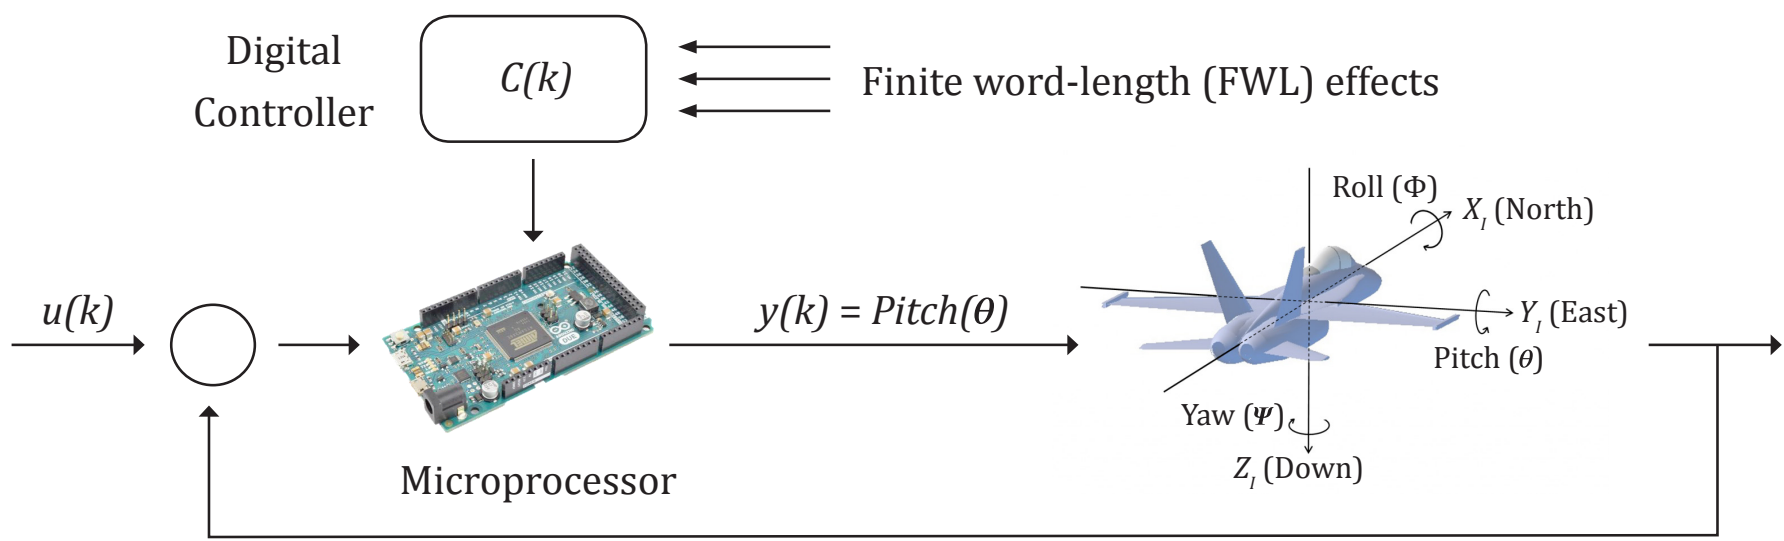 Digital
Controller
C(k)
Finite word-length (FWL) effects
Roll (Φ)
X_I (North)
u(k)
y(k) = Pitch(θ)
Y_I (East)
Pitch (θ)
Yaw (Ψ)
Z_I (Down)
Microprocessor